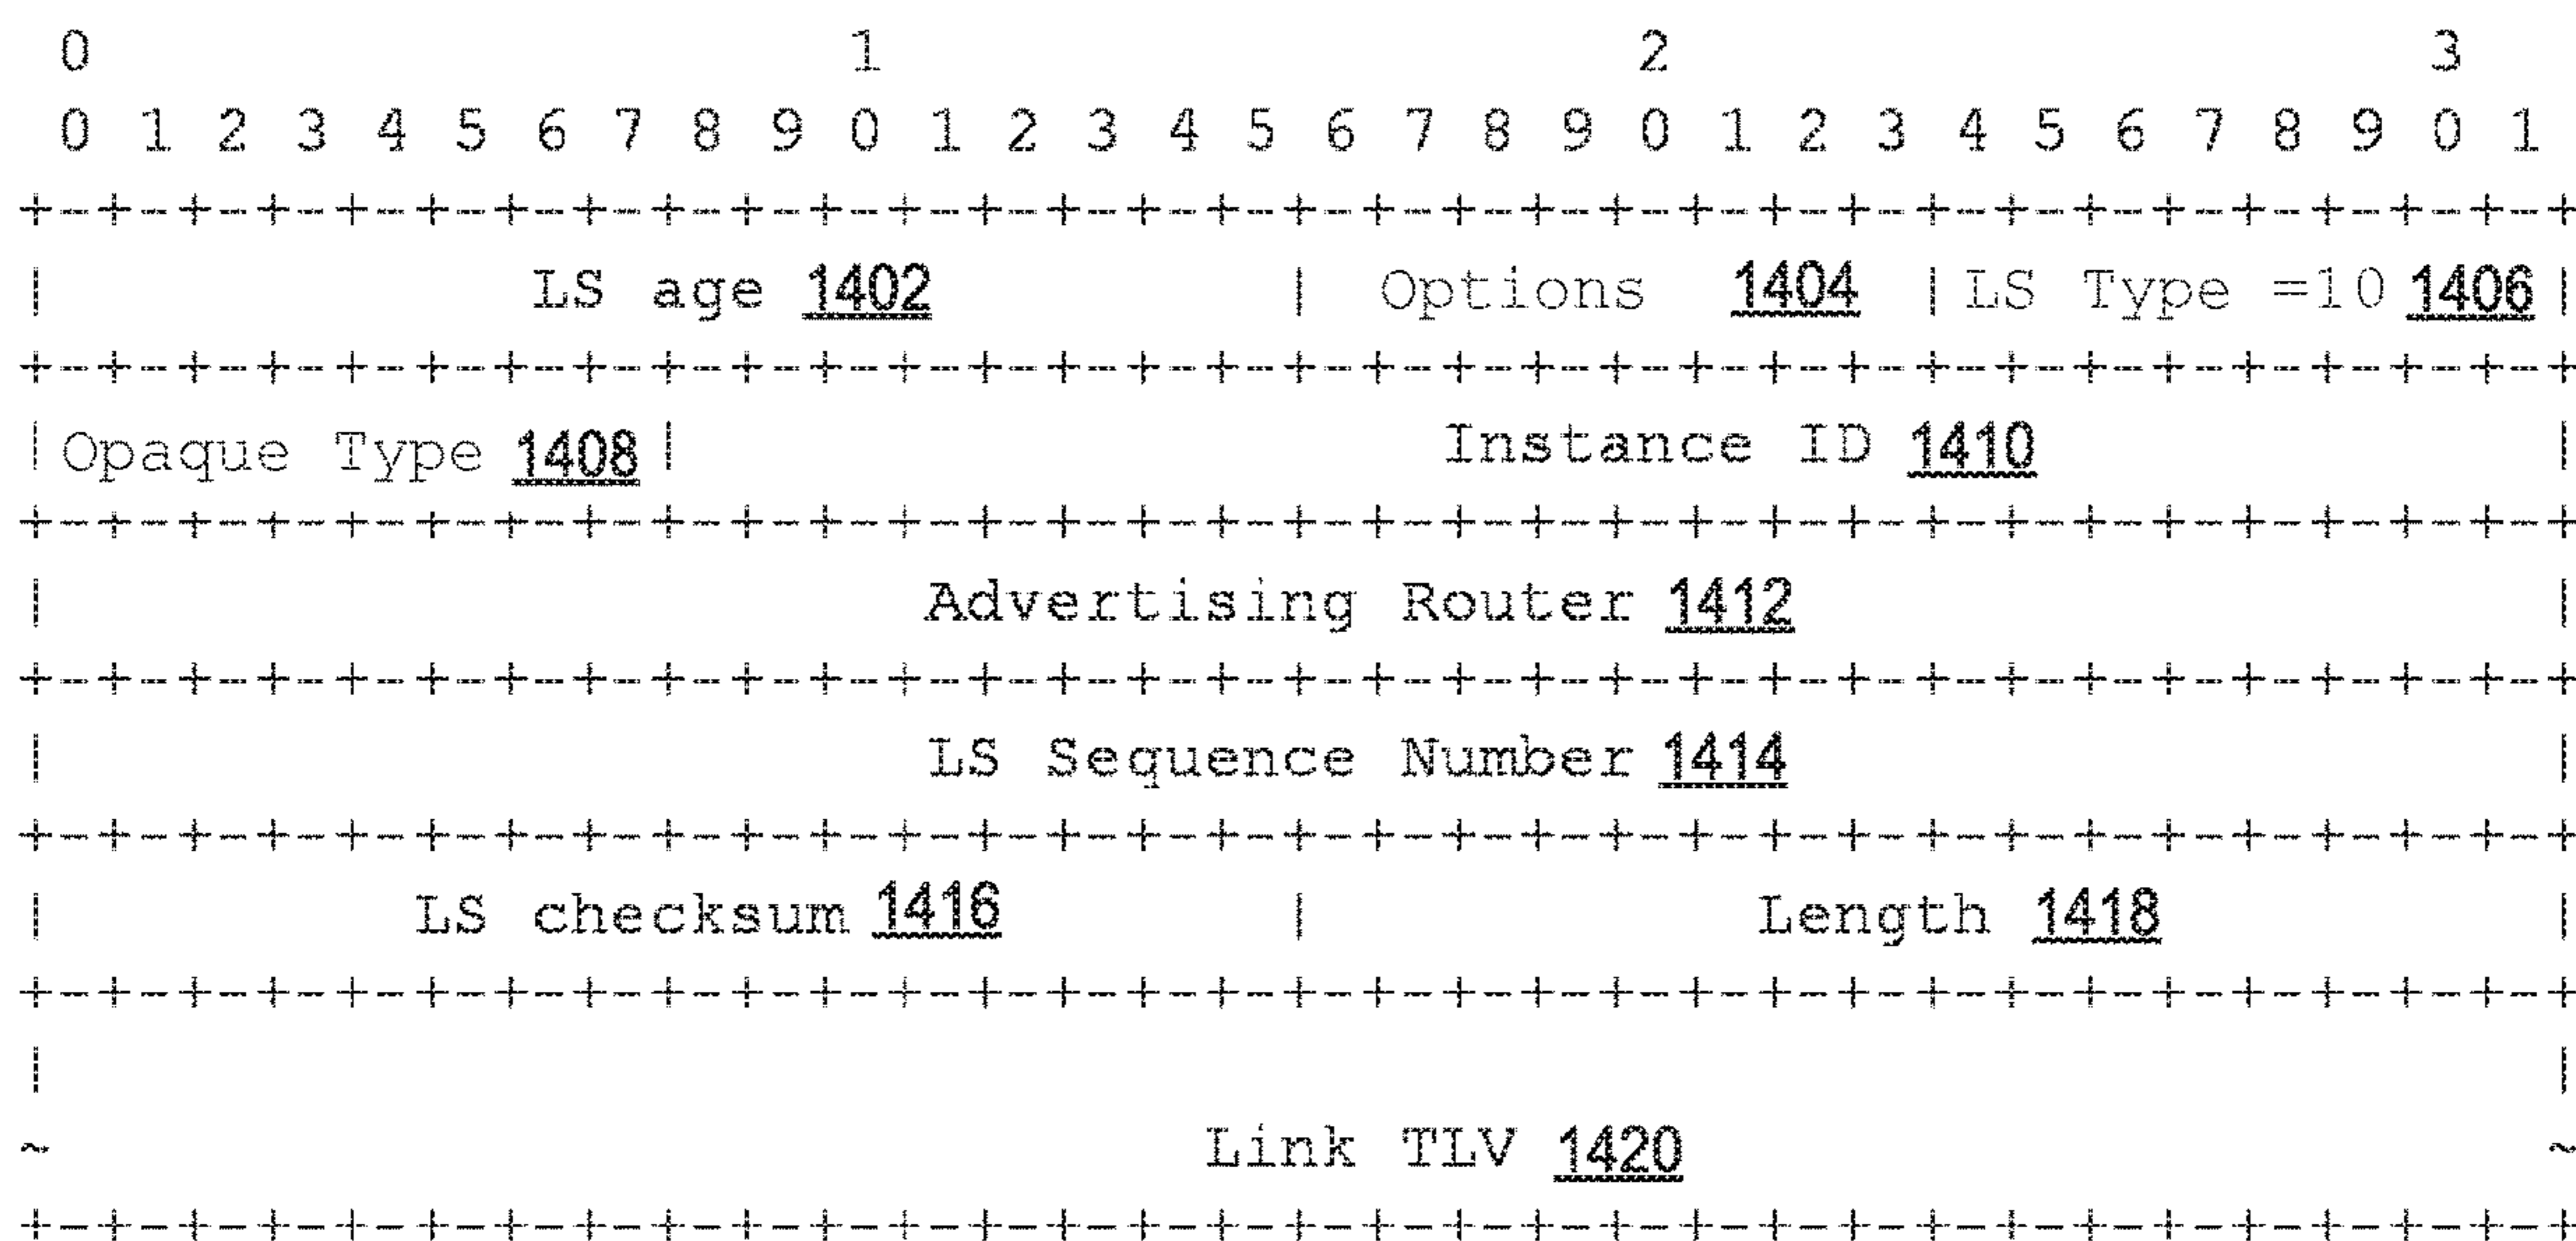 0 1 2 3
0 1 2 3 4 5 6 7 8 9 0 1 2 3 4 5 6 7 8 9 0 1 2 3 4 5 6 7 8 9 0 1
+-+-+-+-+-+-+-+-+-+-+-+-+-+-+-+-+-+-+-+-+-+-+-+-+-+-+-+-+-+-+-+-+
| LS age 1402 | Options 1404 | LS Type =10 1406 |
+-+-+-+-+-+-+-+-+-+-+-+-+-+-+-+-+-+-+-+-+-+-+-+-+-+-+-+-+-+-+-+-+
| Opaque Type 1408 | Instance ID 1410 |
+-+-+-+-+-+-+-+-+-+-+-+-+-+-+-+-+-+-+-+-+-+-+-+-+-+-+-+-+-+-+-+-+
| Advertising Router 1412 |
+-+-+-+-+-+-+-+-+-+-+-+-+-+-+-+-+-+-+-+-+-+-+-+-+-+-+-+-+-+-+-+-+
| LS Sequence Number 1414 |
+-+-+-+-+-+-+-+-+-+-+-+-+-+-+-+-+-+-+-+-+-+-+-+-+-+-+-+-+-+-+-+-+
| LS checksum 1416 | Length 1418 |
+-+-+-+-+-+-+-+-+-+-+-+-+-+-+-+-+-+-+-+-+-+-+-+-+-+-+-+-+-+-+-+-+
| |
~ Link TLV 1420 ~
+-+-+-+-+-+-+-+-+-+-+-+-+-+-+-+-+-+-+-+-+-+-+-+-+-+-+-+-+-+-+-+-+